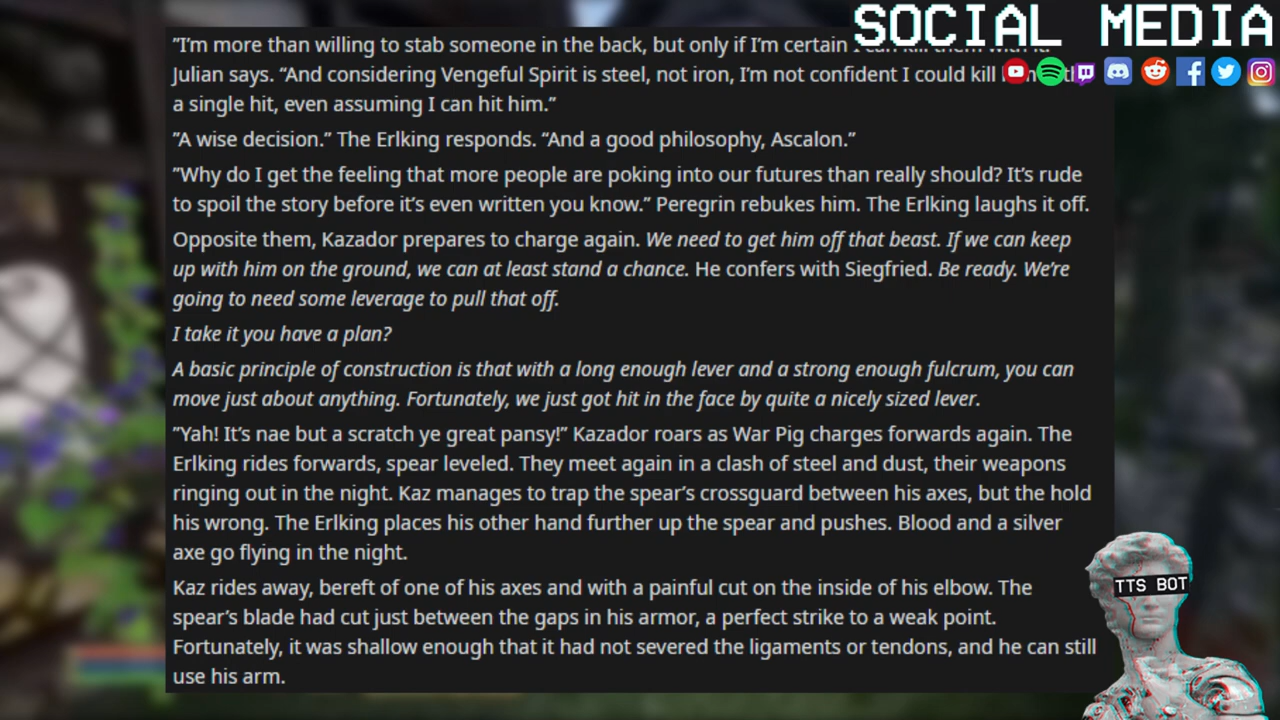 SOCIAL MEDIA
"I'm more than willing to stab someone in the back, but only if I'm certain I can kill them with it."
Julian says. "And considering Vengeful Spirit is steel, not iron, I'm not confident I could kill
a single hit, even assuming I can hit him."
"A wise decision." The Erlking responds. "And a good philosophy, Ascalon."
"Why do I get the feeling that more people are poking into our futures than really should? It's rude
to spoil the story before it's even written you know." Peregrin rebukes him. The Erlking laughs it off.
Opposite them, Kazador prepares to charge again. We need to get him off that beast. If we can keep
up with him on the ground, we can at least stand a chance. He confers with Siegfried. Be ready. We're
going to need some leverage to pull that off.
I take it you have a plan?
A basic principle of construction is that with a long enough lever and a strong enough fulcrum, you can
move just about anything. Fortunately, we just got hit in the face by quite a nicely sized lever.
"Yah! It's nae but a scratch ye great pansy!" Kazador roars as War Pig charges forwards again. The
Erlking rides forwards, spear leveled. They meet again in a clash of steel and dust, their weapons
ringing out in the night. Kaz manages to trap the spear's crossguard between his axes, but the hold
his wrong. The Erlking places his other hand further up the spear and pushes. Blood and a silver
axe go flying in the night.
Kaz rides away, bereft of one of his axes and with a painful cut on the inside of his elbow. The
spear's blade had cut just between the gaps in his armor, a perfect strike to a weak point.
Fortunately, it was shallow enough that it had not severed the ligaments or tendons, and he can still
use his arm.
TTS BOT